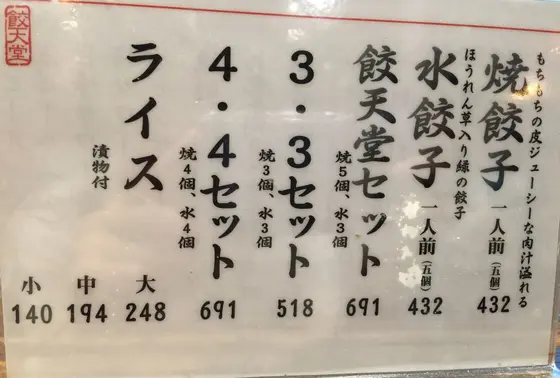 餃天堂
もちもちの皮ジューシーな肉汁溢れる
焼餃子 一人前(五個) 432
ほうれん草入り緑の餃子
水餃子 一人前(五個) 432
餃天堂セット 691
焼5個、水3個
3・3セット 518
焼3個、水3個
4・4セット 691
焼4個、水4個
ライス
漬物付
大 248
中 194
小 140